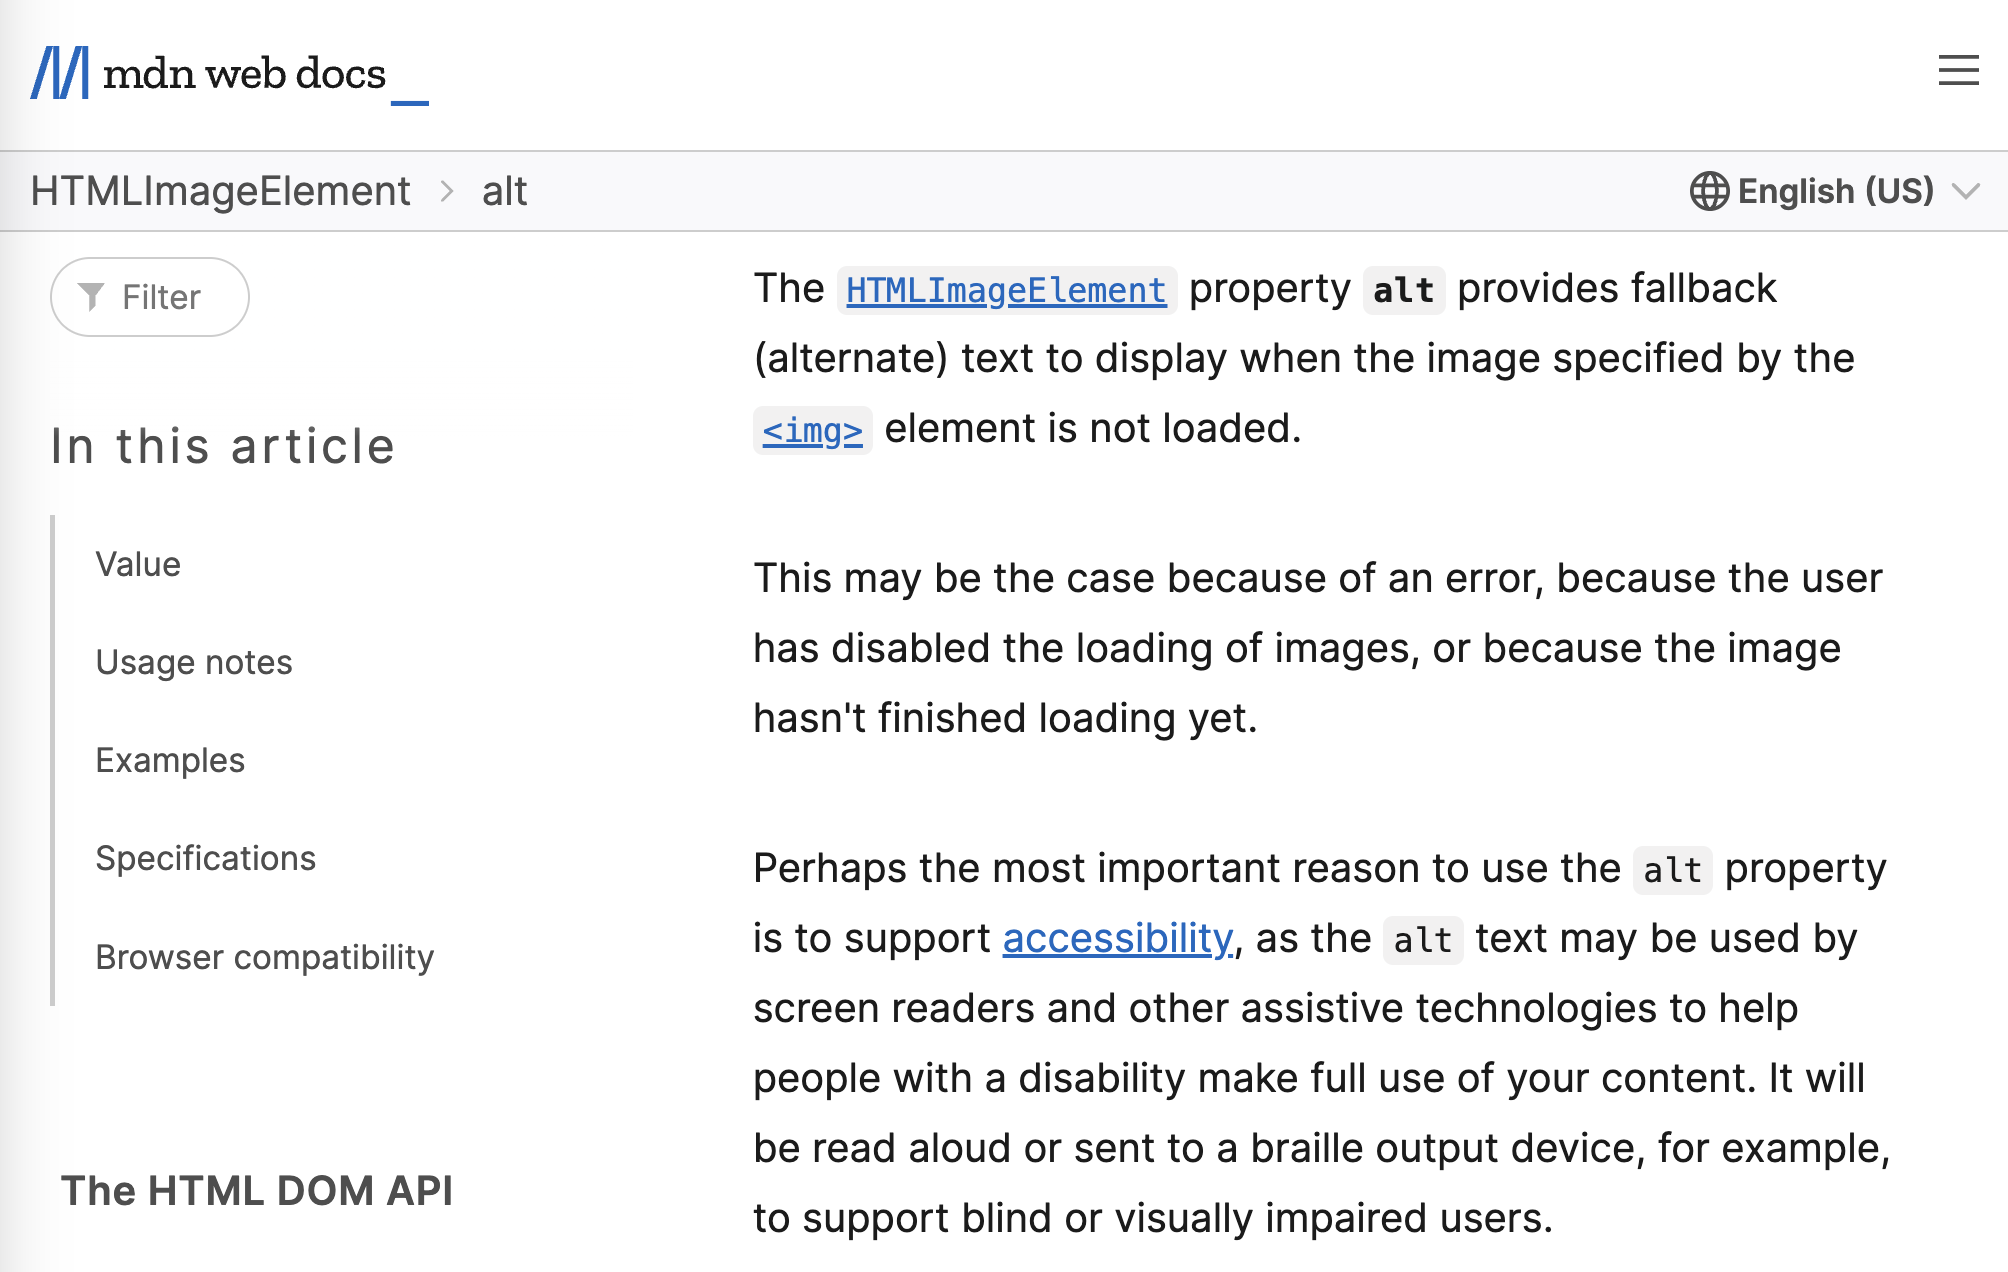 mdn web docs_
HTMLImageElement > alt
English (US)
Filter
In this article
Value
Usage notes
Examples
Specifications
Browser compatibility
The HTML DOM API
The HTMLImageElement property alt provides fallback
(alternate) text to display when the image specified by the
<img> element is not loaded.
This may be the case because of an error, because the user
has disabled the loading of images, or because the image
hasn't finished loading yet.
Perhaps the most important reason to use the alt property
is to support accessibility, as the alt text may be used by
screen readers and other assistive technologies to help
people with a disability make full use of your content. It will
be read aloud or sent to a braille output device, for example,
to support blind or visually impaired users.